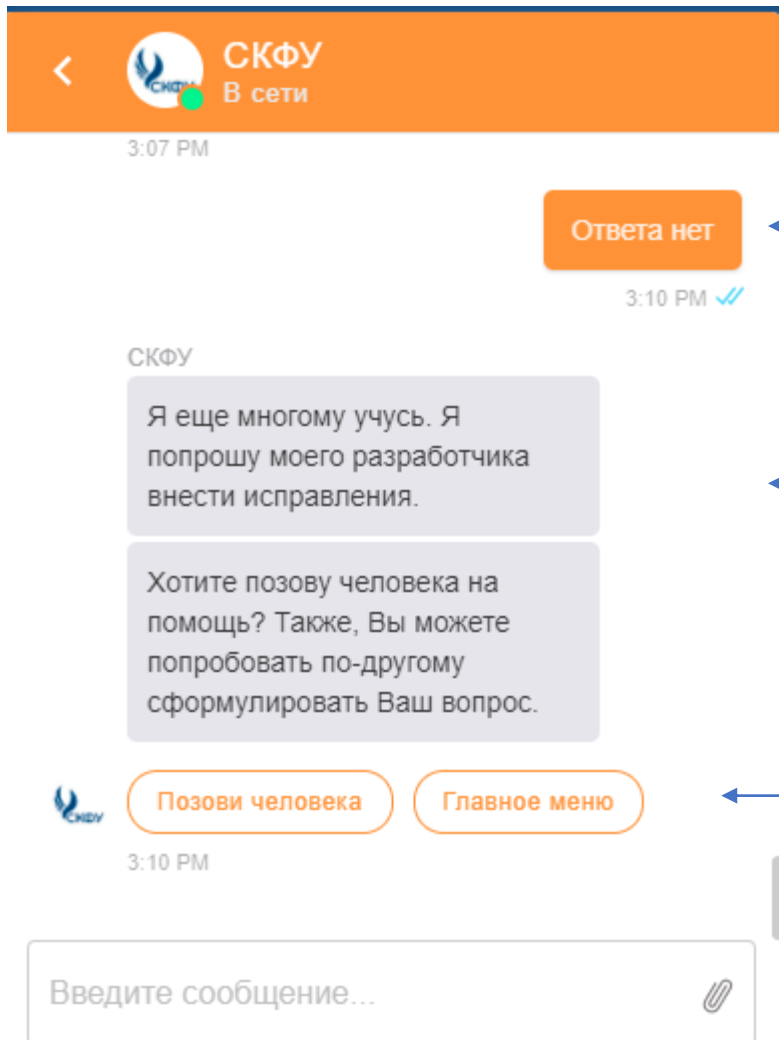 СКФУ
СКФУ
В сети
3:07 PM
Ответа нет
3:10 PM
СКФУ
Я еще многому учусь. Я
попрошу моего разработчика
внести исправления.
Хотите позову человека на
помощь? Также, Вы можете
попробовать по-другому
сформулировать Ваш вопрос.
СКФУ
Позови человека
Главное меню
3:10 PM
Введите сообщение...